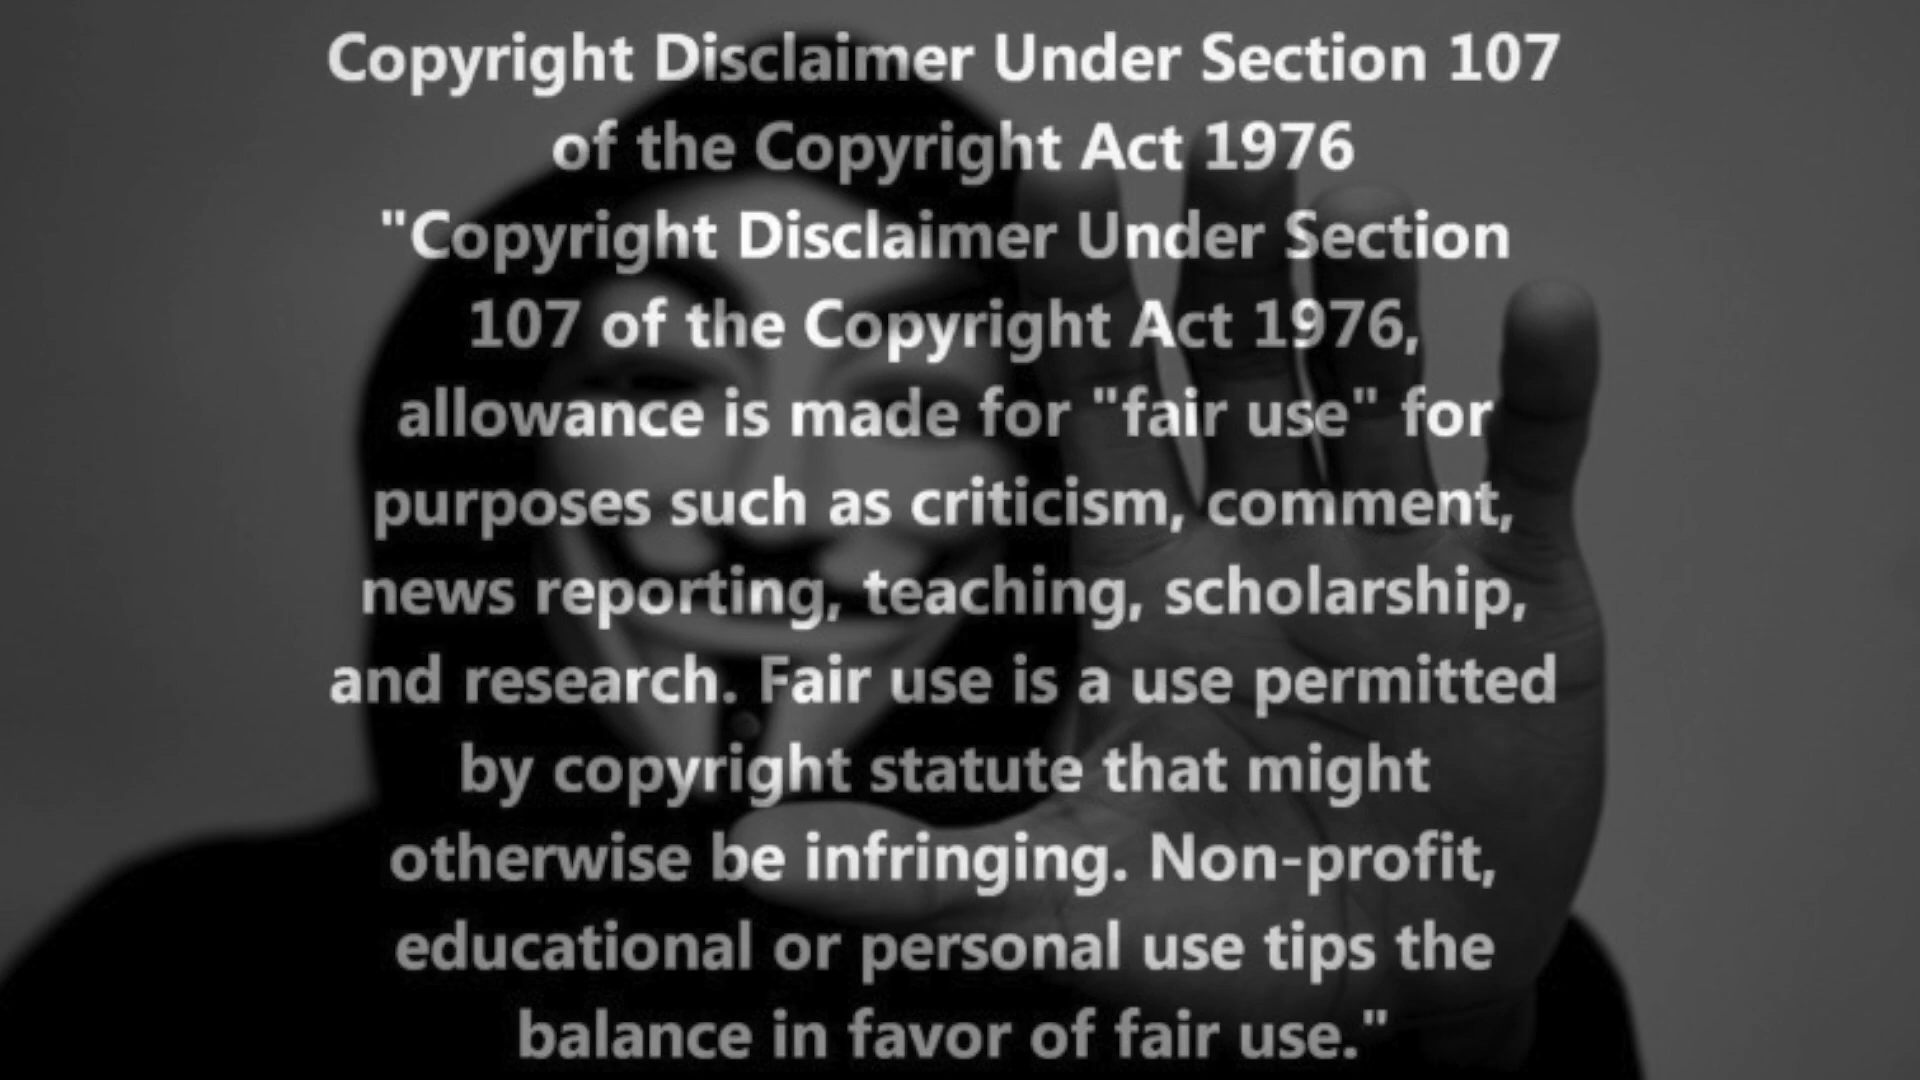 Copyright Disclaimer Under Section 107
of the Copyright Act 1976
"Copyright Disclaimer Under Section
107 of the Copyright Act 1976,
allowance is made for "fair use" for
purposes such as criticism, comment,
news reporting, teaching, scholarship,
and research. Fair use is a use permitted
by copyright statute that might
otherwise be infringing. Non-profit,
educational or personal use tips the
balance in favor of fair use."